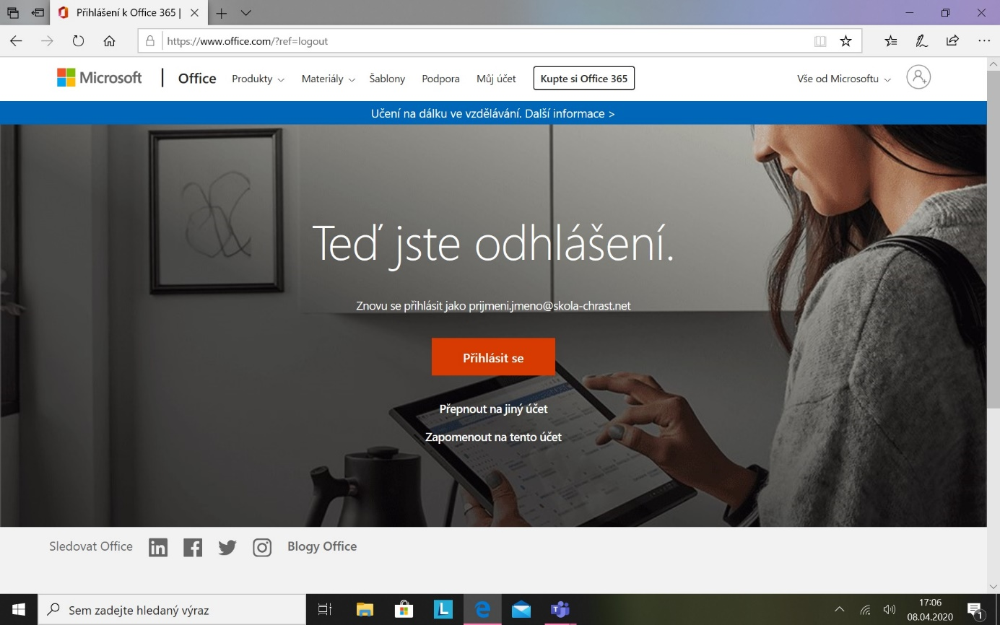 Přihlášení k Office 365 |
https://www.office.com/?ref=logout
Microsoft Office Produkty Materiály Šablony Podpora Můj účet Kupte si Office 365 Vše od Microsoftu
Učení na dálku ve vzdělávání. Další informace >
Teď jste odhlášení.
Znovu se přihlásit jako prijmeni.jmeno@skola-chrast.net
Přihlásit se
Přepnout na jiný účet
Zapomenout na tento účet
Sledovat Office Blogy Office
Sem zadejte hledaný výraz
17:06
08.04.2020
1